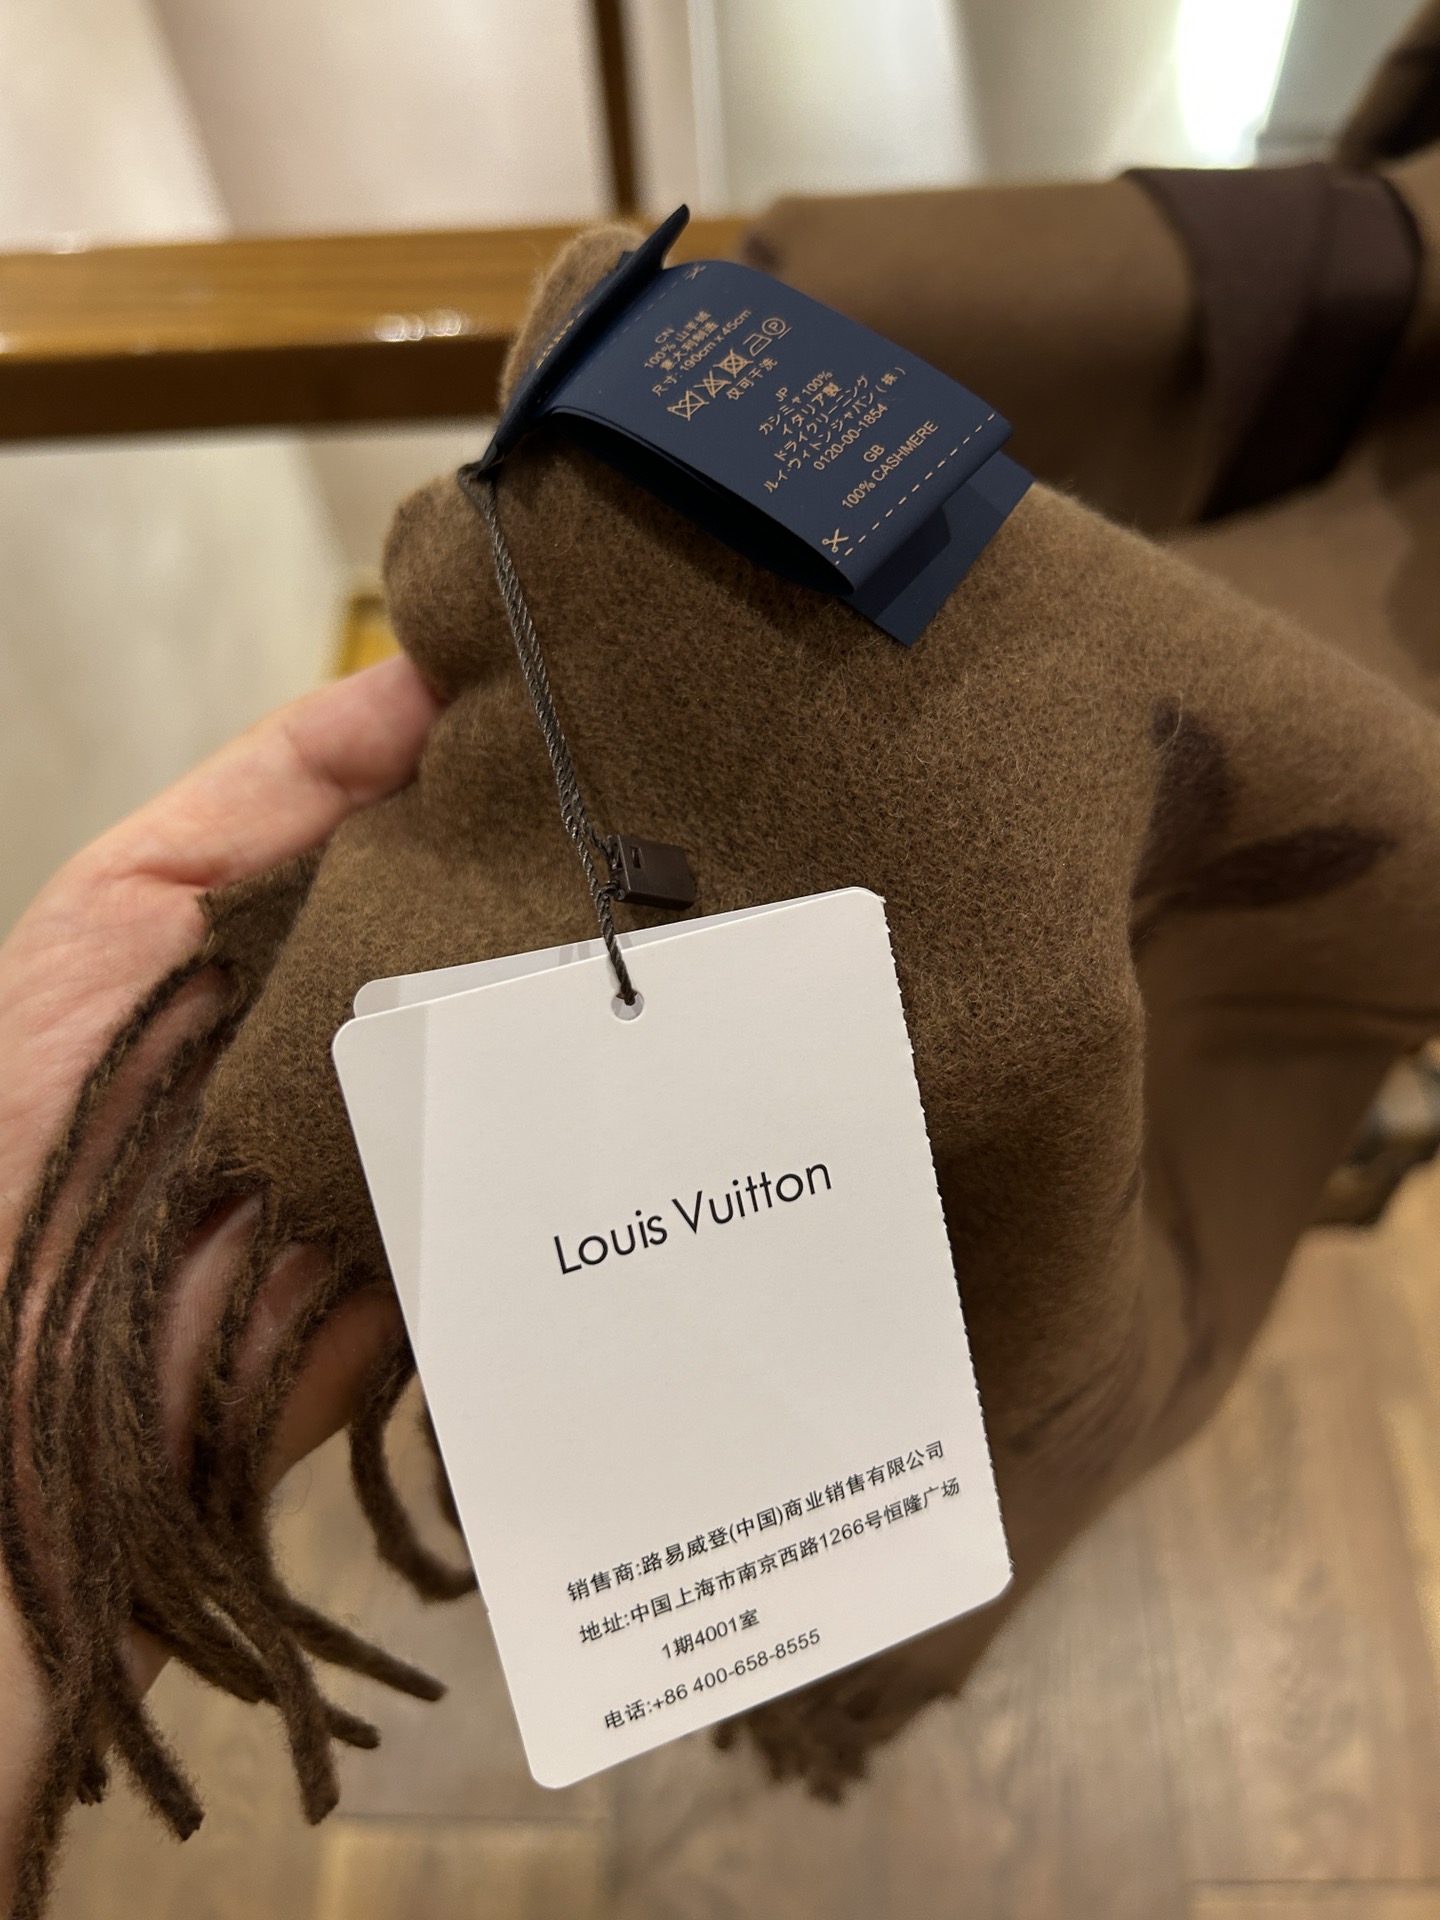 CN
100% 山羊绒
意大利制造
尺寸: 190cm x 45cm
仅可干洗
JP
カシミヤ 100%
イタリア製
ドライクリーニング
ルイ・ヴィトンジャパン (株)
0120-00-1854
GB
100% CASHMERE
Louis Vuitton
销售商:路易威登(中国)商业销售有限公司
地址:中国上海市南京西路1266号恒隆广场
1期4001室
电话:+86 400-658-8555